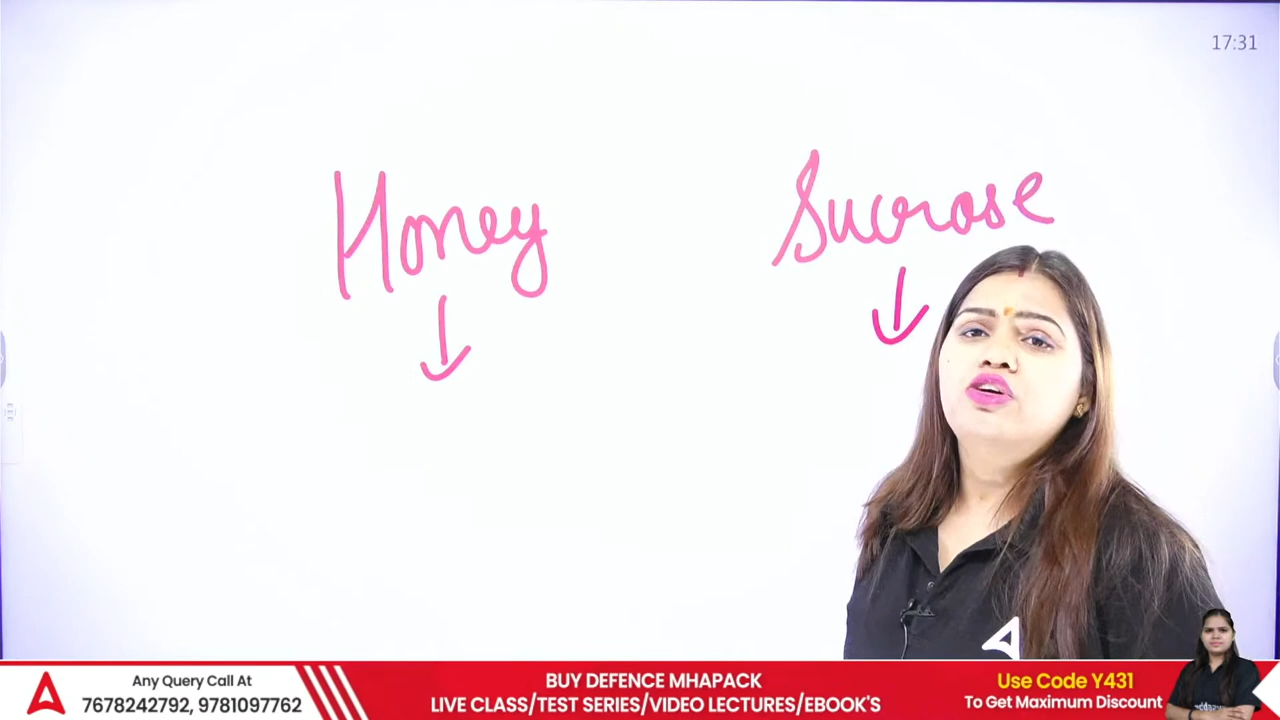 17:31
Honey
Sucrose
Any Query Call At
7678242792, 9781097762
BUY DEFENCE MHAPACK
LIVE CLASS/TEST SERIES/VIDEO LECTURES/EBOOK'S
Use Code Y431
To Get Maximum Discount